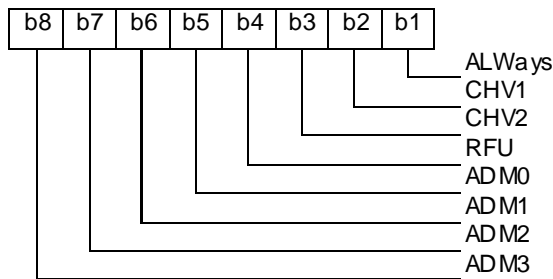 b8 b7 b6 b5 b4 b3 b2 b1
ALWays
CHV1
CHV2
RFU
ADM0
ADM1
ADM2
ADM3